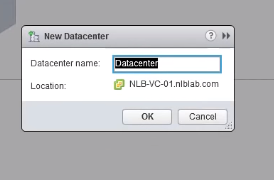 New Datacenter
Datacenter name: Datacenter
Location: NLB-VC-01.nlblab.com
OK Cancel